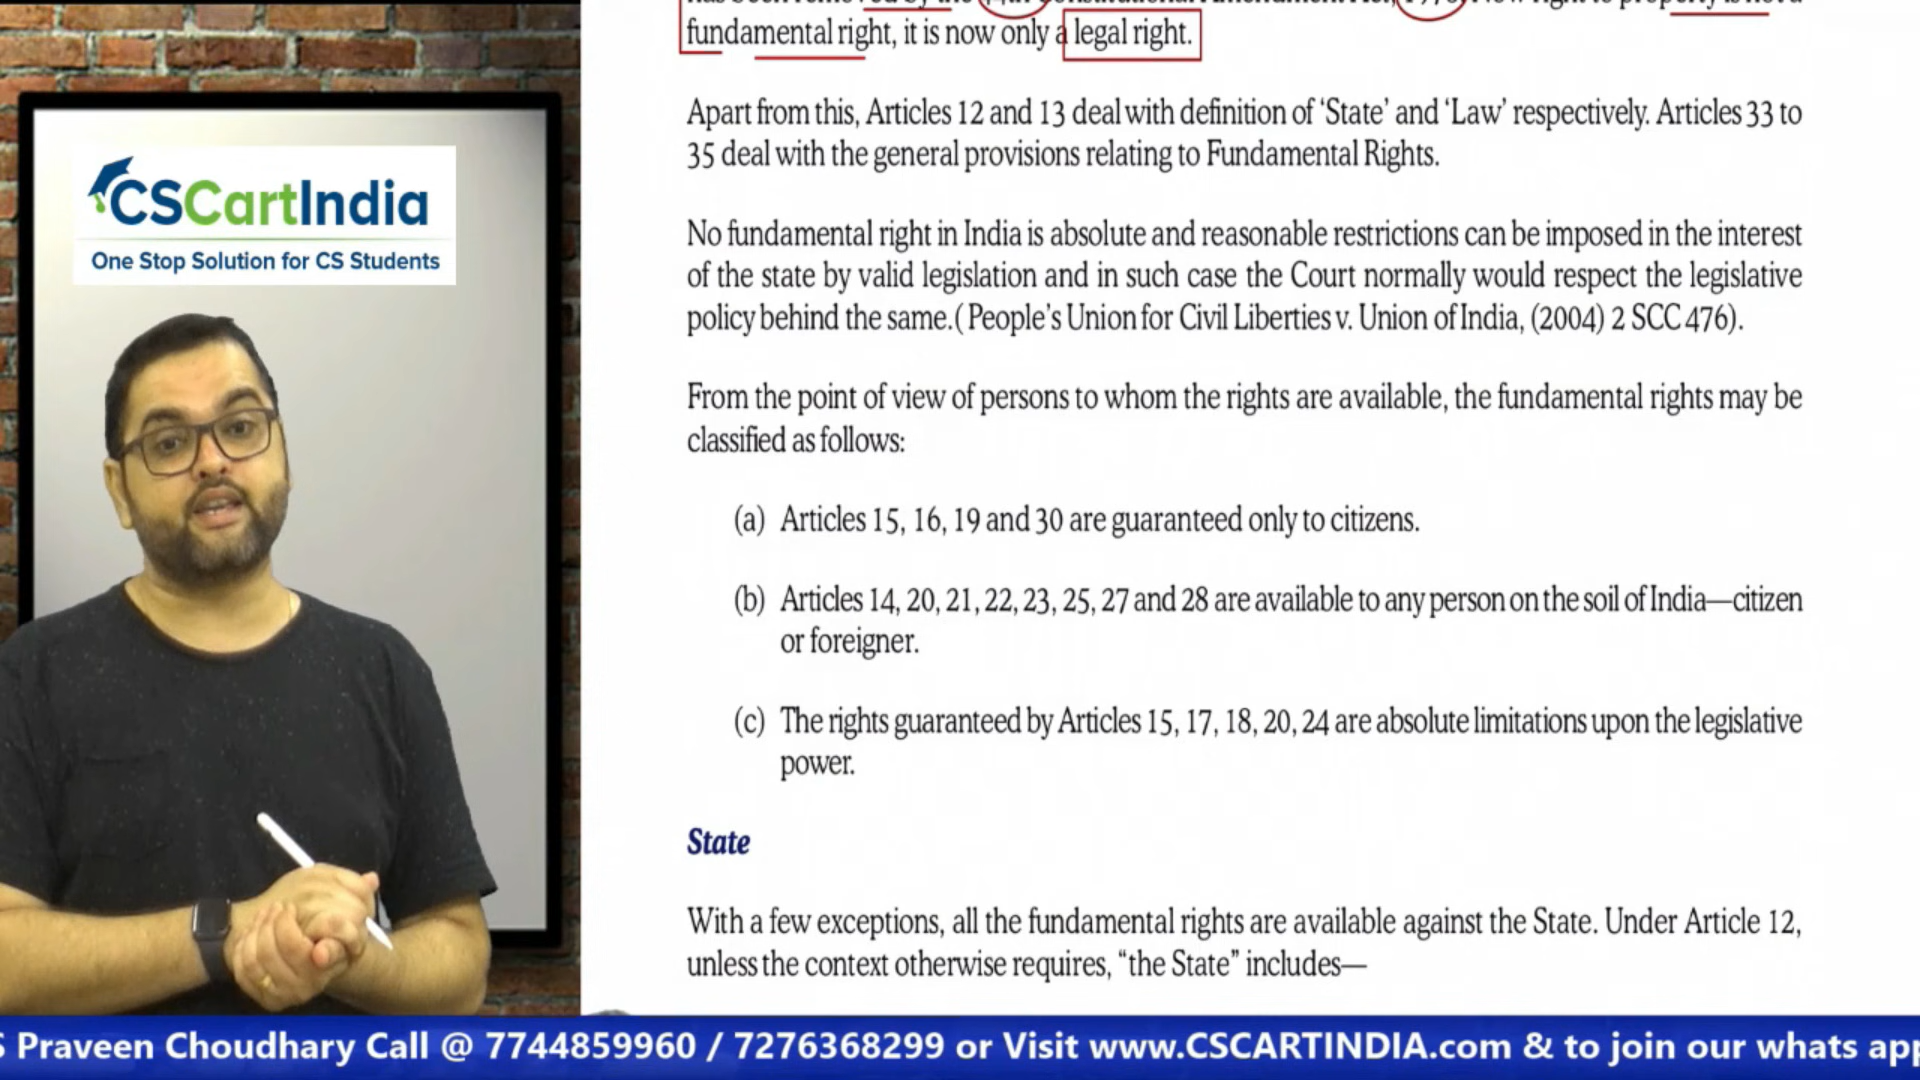 CSCartIndia
One Stop Solution for CS Students
fundamental right, it is now only a legal right.
Apart from this, Articles 12 and 13 deal with definition of ‘State’ and ‘Law’ respectively. Articles 33 to
35 deal with the general provisions relating to Fundamental Rights.
No fundamental right in India is absolute and reasonable restrictions can be imposed in the interest
of the state by valid legislation and in such case the Court normally would respect the legislative
policy behind the same.( People’s Union for Civil Liberties v. Union of India, (2004) 2 SCC 476).
From the point of view of persons to whom the rights are available, the fundamental rights may be
classified as follows:
(a) Articles 15, 16, 19 and 30 are guaranteed only to citizens.
(b) Articles 14, 20, 21, 22, 23, 25, 27 and 28 are available to any person on the soil of India—citizen
or foreigner.
(c) The rights guaranteed by Articles 15, 17, 18, 20, 24 are absolute limitations upon the legislative
power.
State
With a few exceptions, all the fundamental rights are available against the State. Under Article 12,
unless the context otherwise requires, “the State” includes—
Praveen Choudhary Call @ 7744859960 / 7276368299 or Visit www.CSCARTINDIA.com & to join our whats app